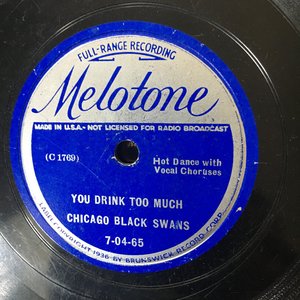 FULL-RANGE RECORDING
Melotone
MADE IN U.S.A.- NOT LICENSED FOR RADIO BROADCAST
(C 1769)
Hot Dance with
Vocal Choruses
YOU DRINK TOO MUCH
CHICAGO BLACK SWANS
7-04-65
LABEL COPYRIGHT 1936 BY BRUNSWICK RECORD CORP.